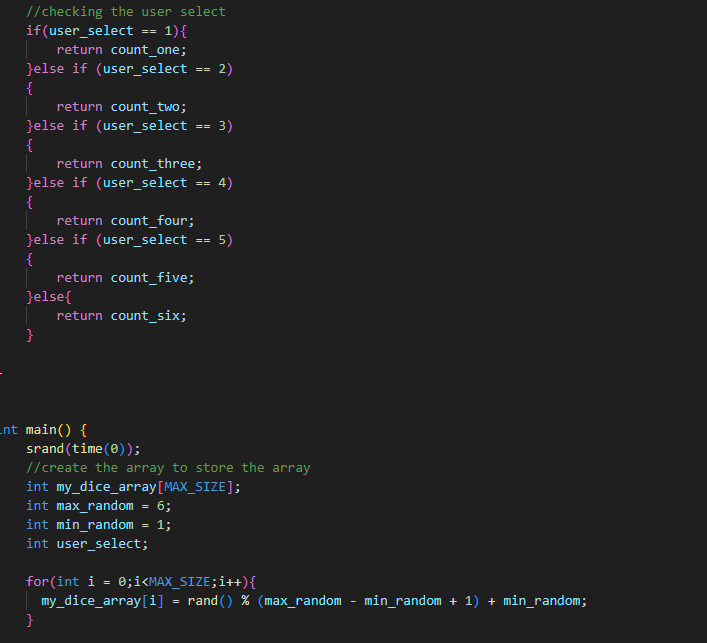 //checking the user select
if(user_select == 1){
return count_one;
}else if (user_select == 2)
{
return count_two;
}else if (user_select == 3)
{
return count_three;
}else if (user_select == 4)
{
return count_four;
}else if (user_select == 5)
{
return count_five;
}else{
return count_six;
}
int main() {
srand(time(0));
//create the array to store the array
int my_dice_array[MAX_SIZE];
int max_random = 6;
int min_random = 1;
int user_select;
for(int i = 0;i<MAX_SIZE;i++){
my_dice_array[i] = rand() % (max_random - min_random + 1) + min_random;
}